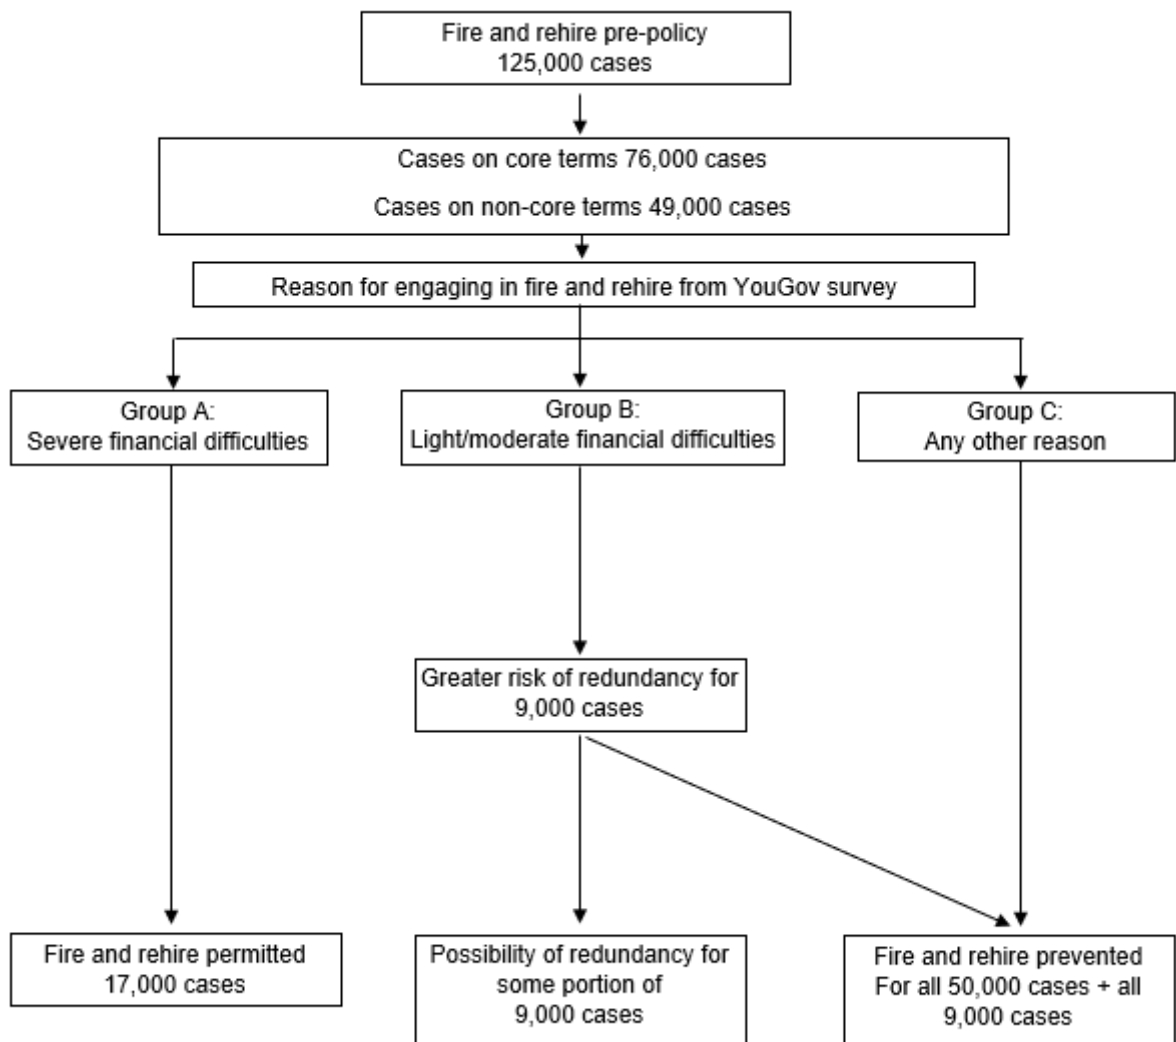 Fire and rehire pre-policy
125,000 cases
Cases on core terms 76,000 cases
Cases on non-core terms 49,000 cases
Reason for engaging in fire and rehire from YouGov survey
Group A:
Severe financial difficulties
Group B:
Light/moderate financial difficulties
Group C:
Any other reason
Greater risk of redundancy for
9,000 cases
Fire and rehire permitted
17,000 cases
Possibility of redundancy for
some portion of
9,000 cases
Fire and rehire prevented
For all 50,000 cases + all
9,000 cases